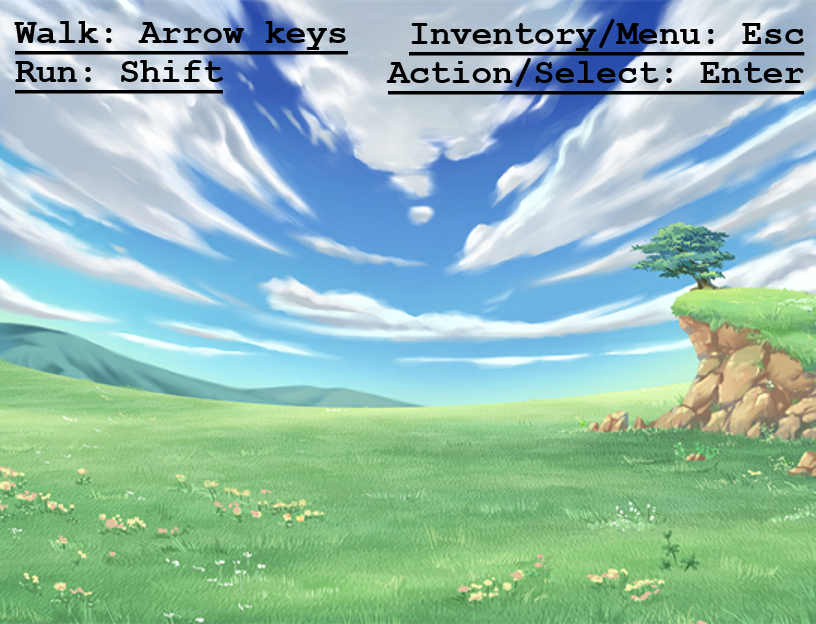 Walk: Arrow keys
Inventory/Menu: Esc
Run: Shift
Action/Select: Enter